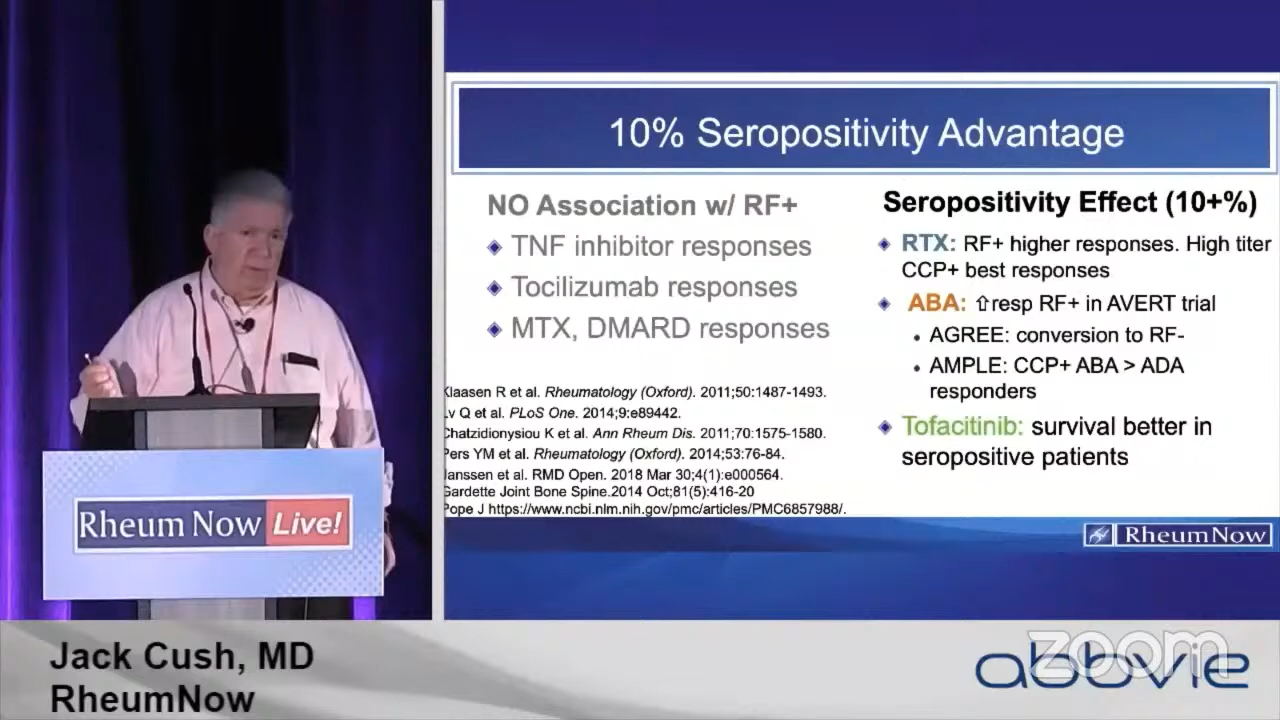 10% Seropositivity Advantage
NO Association w/ RF+
TNF inhibitor responses
Tocilizumab responses
MTX, DMARD responses
Klaasen R et al. Rheumatology (Oxford). 2011;50:1487-1493.
Lv Q et al. PLoS One. 2014;9:e89442.
Chatzidionysiou K et al. Ann Rheum Dis. 2011;70:1575-1580.
Pers YM et al. Rheumatology (Oxford). 2014;53:76-84.
Janssen et al. RMD Open. 2018 Mar 30;4(1):e000564.
Gardette Joint Bone Spine.2014 Oct;81(5):416-20
Pope J https://www.ncbi.nlm.nih.gov/pmc/articles/PMC6857988/.
Seropositivity Effect (10+%)
RTX: RF+ higher responses. High titer
CCP+ best responses
ABA: ⇧resp RF+ in AVERT trial
AGREE: conversion to RF-
AMPLE: CCP+ ABA > ADA
responders
Tofacitinib: survival better in
seropositive patients
RheumNow
Rheum Now Live!
Jack Cush, MD
RheumNow
zoom
abbvie